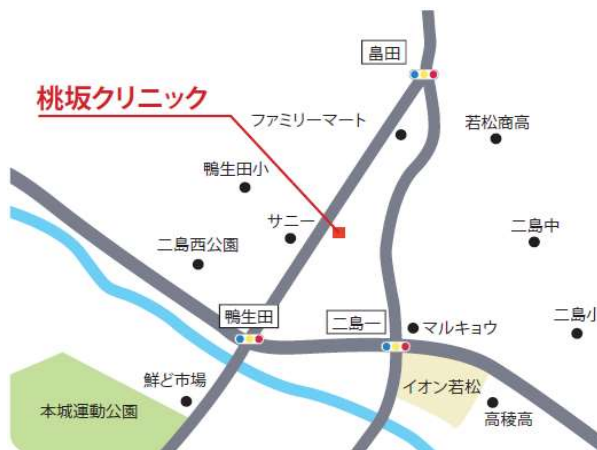 畠田
桃坂クリニック
ファミリーマート
若松商高
鴨生田小
サニー
二島中
二島西公園
鴨生田
二島一
マルキョウ
二島小
鮮ど市場
イオン若松
本城運動公園
高稜高